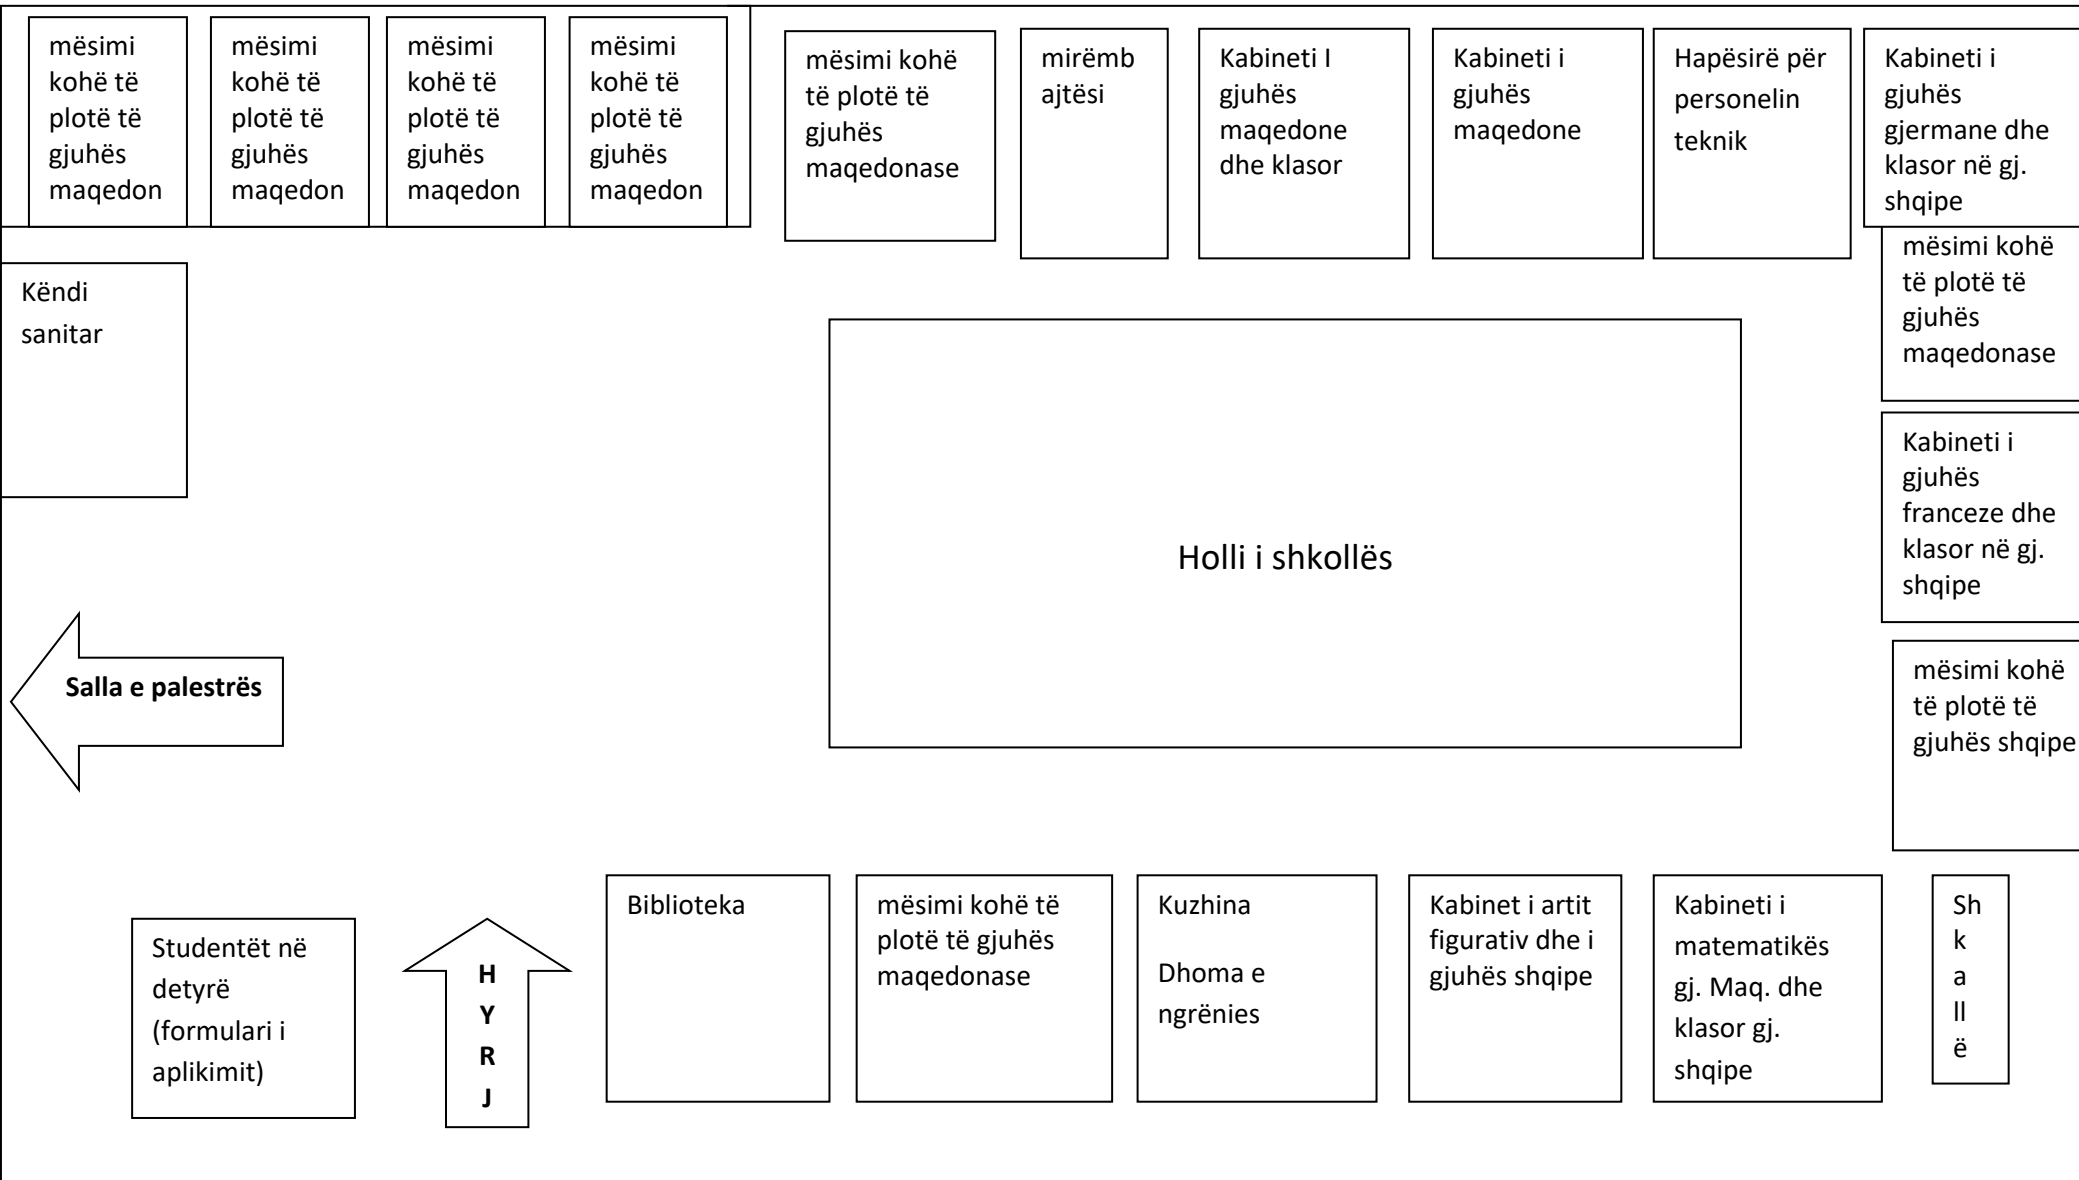 mësimi
kohë të
plotë të
gjuhës
maqedon
mësimi
kohë të
plotë të
gjuhës
maqedon
mësimi
kohë të
plotë të
gjuhës
maqedon
mësimi
kohë të
plotë të
gjuhës
maqedon
mësimi kohë
të plotë të
gjuhës
maqedonase
mirëmb
ajtësi
Kabineti I
gjuhës
maqedone
dhe klasor
Kabineti i
gjuhës
maqedone
Hapësirë për
personelin
teknik
Kabineti i
gjuhës
gjermane dhe
klasor në gj.
shqipe
mësimi kohë
të plotë të
gjuhës
maqedonase
Këndi
sanitar
Kabineti i
gjuhës
franceze dhe
klasor në gj.
shqipe
Holli i shkollës
Salla e palestrës
mësimi kohë
të plotë të
gjuhës shqipe
Studentët në
detyrë
(formulari i
aplikimit)
H
Y
R
J
Biblioteka
mësimi kohë të
plotë të gjuhës
maqedonase
Kuzhina
Dhoma e
ngrënies
Kabinet i artit
figurativ dhe i
gjuhës shqipe
Kabineti i
matematikës
gj. Maq. dhe
klasor gj.
shqipe
Sh
k
a
ll
ë